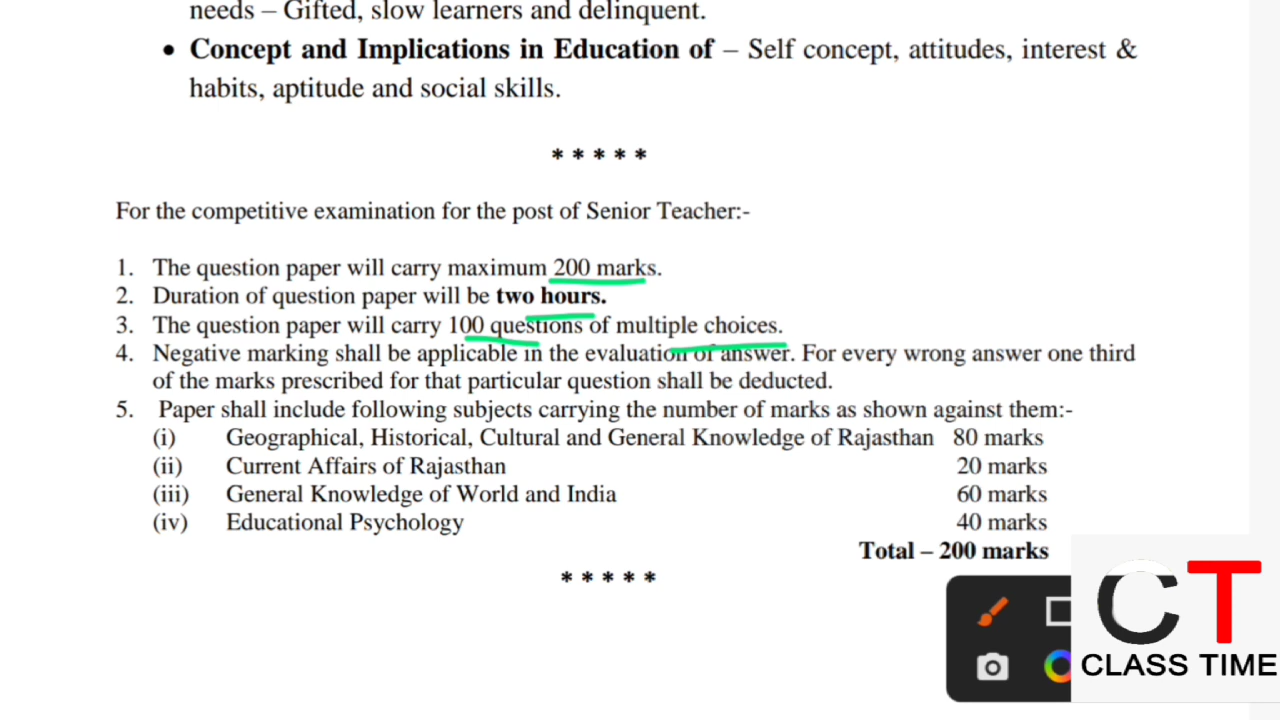 needs – Gifted, slow learners and delinquent.
• Concept and Implications in Education of – Self concept, attitudes, interest &
habits, aptitude and social skills.
* * * * *
For the competitive examination for the post of Senior Teacher:-
1. The question paper will carry maximum 200 marks.
2. Duration of question paper will be two hours.
3. The question paper will carry 100 questions of multiple choices.
4. Negative marking shall be applicable in the evaluation of answer. For every wrong answer one third
of the marks prescribed for that particular question shall be deducted.
5. Paper shall include following subjects carrying the number of marks as shown against them:-
(i) Geographical, Historical, Cultural and General Knowledge of Rajasthan 80 marks
(ii) Current Affairs of Rajasthan 20 marks
(iii) General Knowledge of World and India 60 marks
(iv) Educational Psychology 40 marks
Total – 200 marks
* * * * *
CT
CLASS TIME